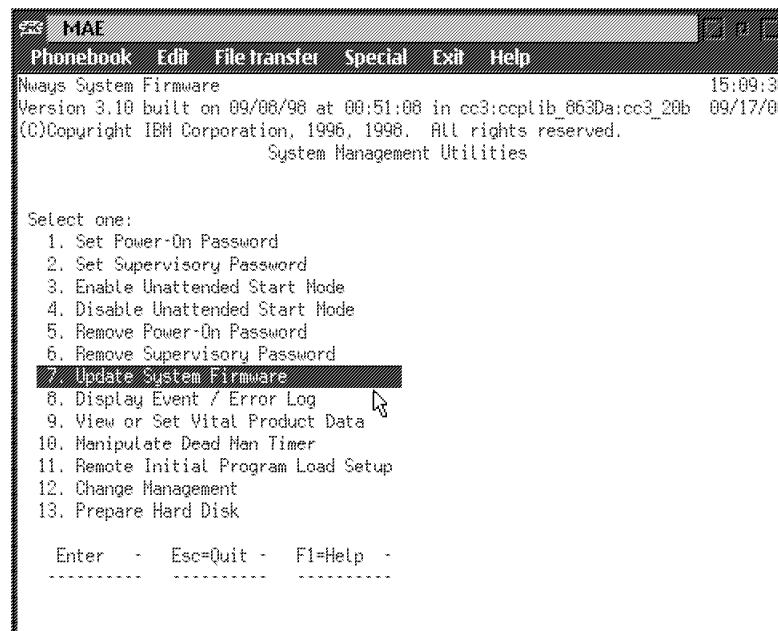 MAE
Phonebook Edit File transfer Special Exit Help
Nways System Firmware 15:09:3
Version 3.10 built on 09/08/98 at 00:51:08 in cc3:ccplib_863Da:cc3_20b 09/17/0
(C)Copyright IBM Corporation, 1996, 1998. All rights reserved.
System Management Utilities
Select one:
1. Set Power-On Password
2. Set Supervisory Password
3. Enable Unattended Start Mode
4. Disable Unattended Start Mode
5. Remove Power-On Password
6. Remove Supervisory Password
7. Update System Firmware
8. Display Event / Error Log
9. View or Set Vital Product Data
10. Manipulate Dead Man Timer
11. Remote Initial Program Load Setup
12. Change Management
13. Prepare Hard Disk
Enter - Esc=Quit - F1=Help -
---------- ---------- ----------